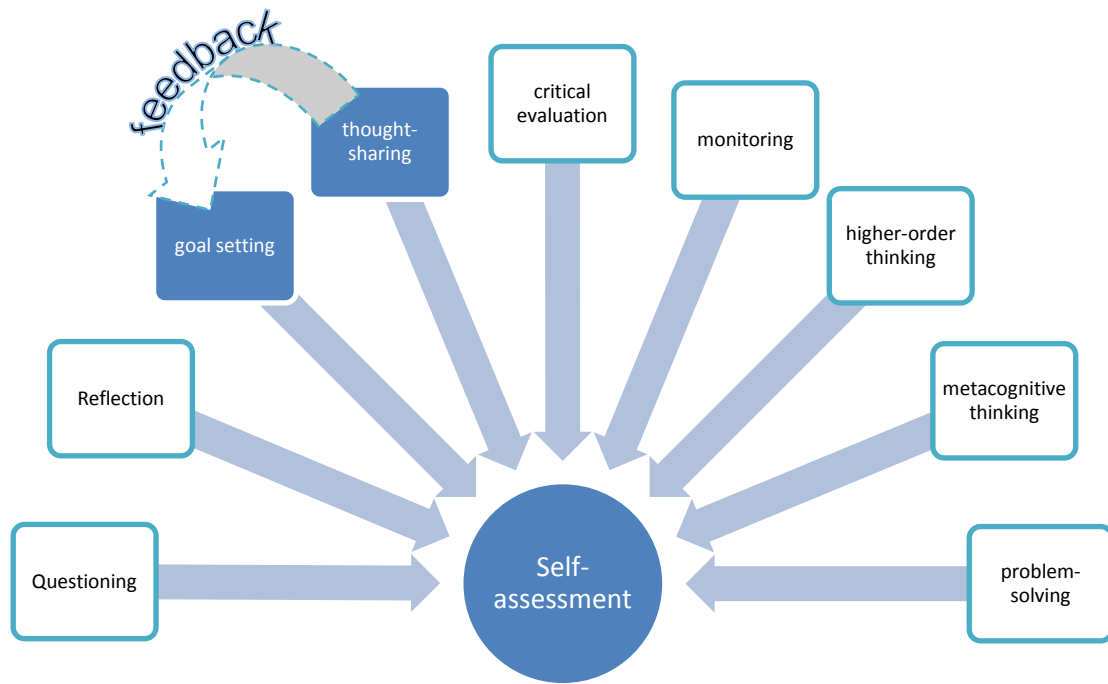 feedback
thought-
sharing
goal setting
Reflection
Questioning
critical
evaluation
monitoring
higher-order
thinking
metacognitive
thinking
problem-
solving
Self-
assessment